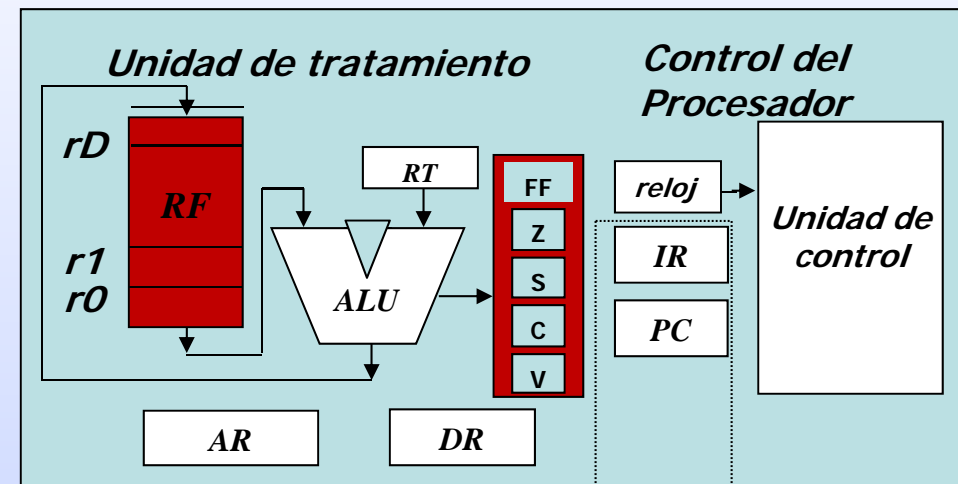 Unidad de tratamiento
Control del
Procesador
rD
RF
r1
r0
RT
ALU
FF
Z
S
C
V
reloj
IR
PC
Unidad de
control
AR
DR